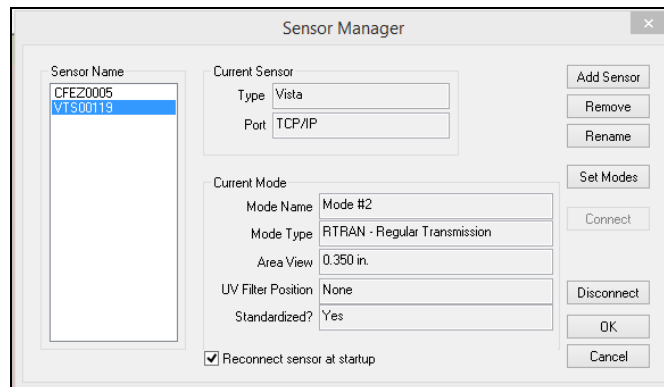 Sensor Manager
Sensor Name
CFEZ0005
VTS00119
Current Sensor
Type Vista
Port TCP/IP
Current Mode
Mode Name Mode #2
Mode Type RTRAN - Regular Transmission
Area View 0.350 in.
UV Filter Position None
Standardized? Yes
Reconnect sensor at startup
Add Sensor
Remove
Rename
Set Modes
Connect
Disconnect
OK
Cancel